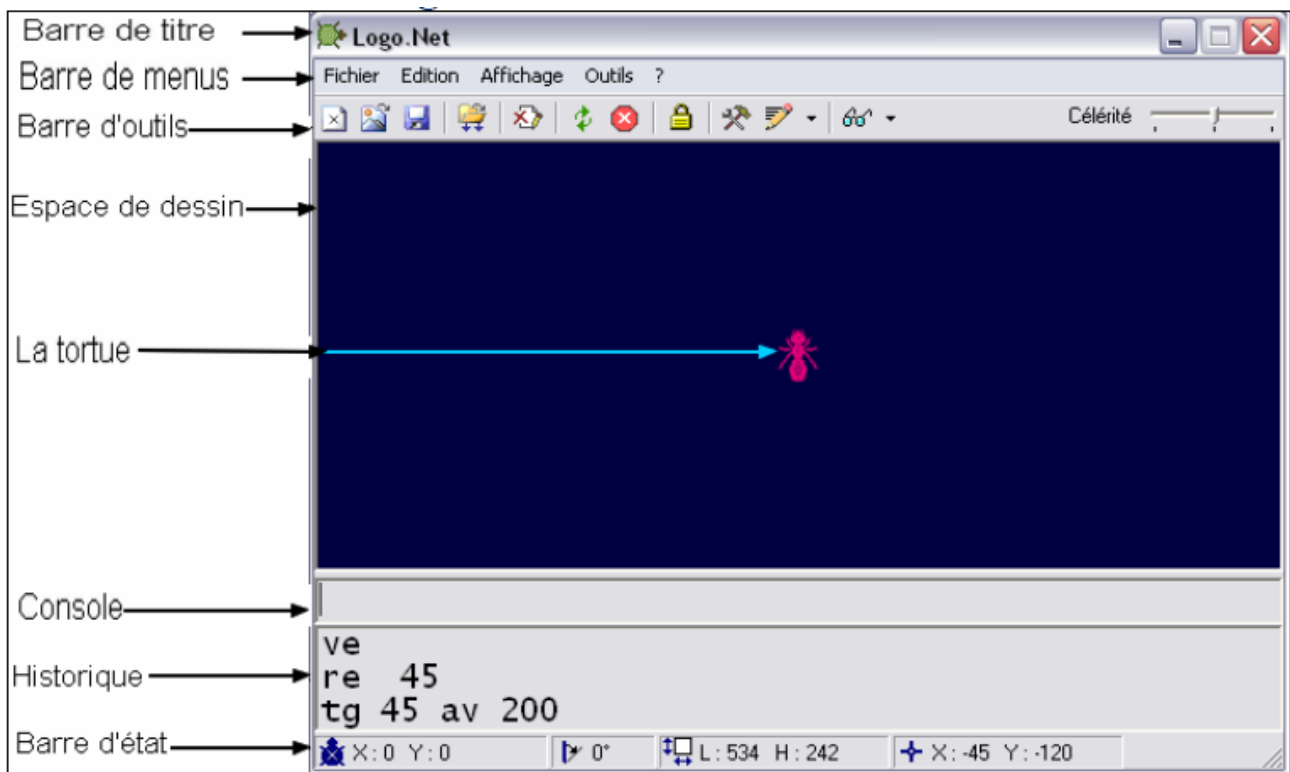 Barre de titre
Logo.Net
Barre de menus
Fichier Edition Affichage Outils ?
Barre d'outils
Célérité
Espace de dessin
La tortue
Console
Historique
ve
re 45
tg 45 av 200
Barre d'état
X: 0 Y: 0 0° L: 534 H: 242 X: -45 Y: -120